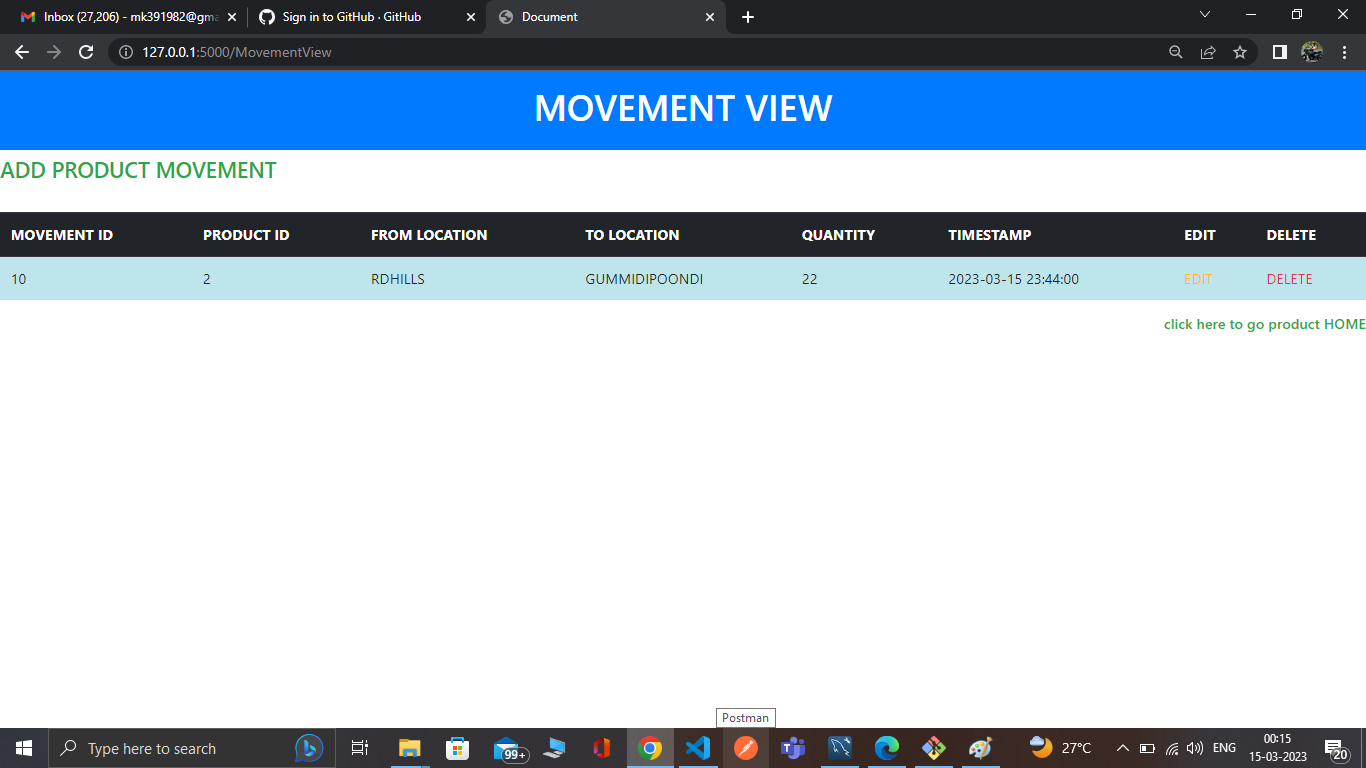 Inbox (27,206) - mk391982@gma
Sign in to GitHub · GitHub
Document
127.0.0.1:5000/MovementView
MOVEMENT VIEW
ADD PRODUCT MOVEMENT
MOVEMENT ID PRODUCT ID FROM LOCATION TO LOCATION QUANTITY TIMESTAMP EDIT DELETE
10 2 RDHILLS GUMMIDIPOONDI 22 2023-03-15 23:44:00 EDIT DELETE
click here to go product HOME
Postman
Type here to search
99+
27°C
ENG
00:15
15-03-2023
20